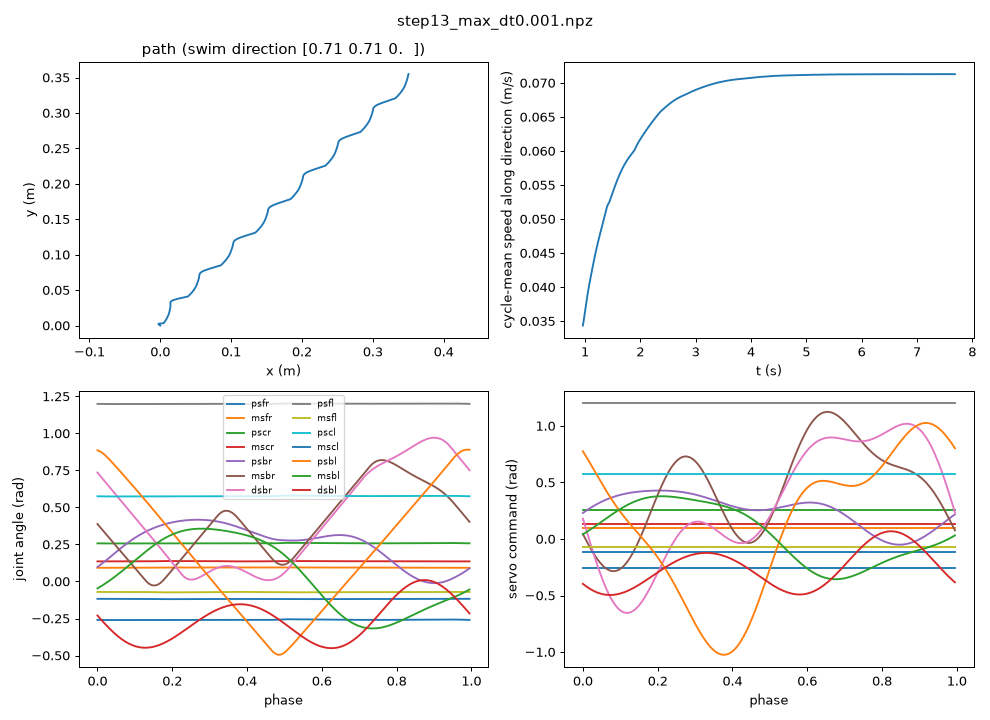 step13_max_dt0.001.npz
path (swim direction [0.71 0.71 0.  ])
0.35
0.30
0.25
0.20
0.15
0.10
0.05
0.00
y (m)
−0.1
0.0
0.1
0.2
0.3
0.4
x (m)
0.070
0.065
0.060
0.055
0.050
0.045
0.040
0.035
cycle-mean speed along direction (m/s)
1
2
3
4
5
6
7
8
t (s)
1.25
1.00
0.75
0.50
0.25
0.00
−0.25
−0.50
joint angle (rad)
psfr
msfr
pscr
mscr
psbr
msbr
dsbr
psfl
msfl
pscl
mscl
psbl
msbl
dsbl
0.0
0.2
0.4
0.6
0.8
1.0
phase
1.0
0.5
0.0
−0.5
−1.0
servo command (rad)
0.0
0.2
0.4
0.6
0.8
1.0
phase